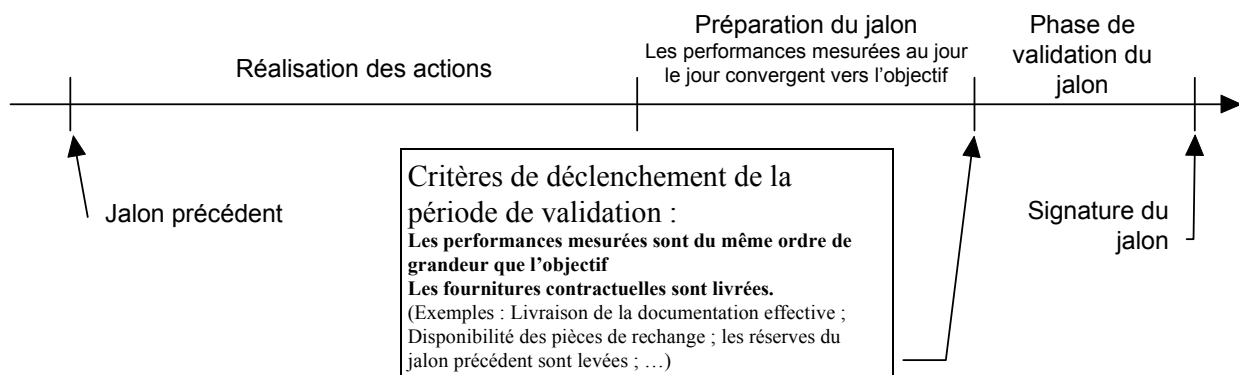 Réalisation des actions
Préparation du jalon
Les performances mesurées au jour
le jour convergent vers l'objectif
Phase de
validation du
jalon
Jalon précédent
Critères de déclenchement de la
période de validation :
Les performances mesurées sont du même ordre de
grandeur que l'objectif
Les fournitures contractuelles sont livrées.
(Exemples : Livraison de la documentation effective ;
Disponibilité des pièces de rechange ; les réserves du
jalon précédent sont levées ; …)
Signature du
jalon